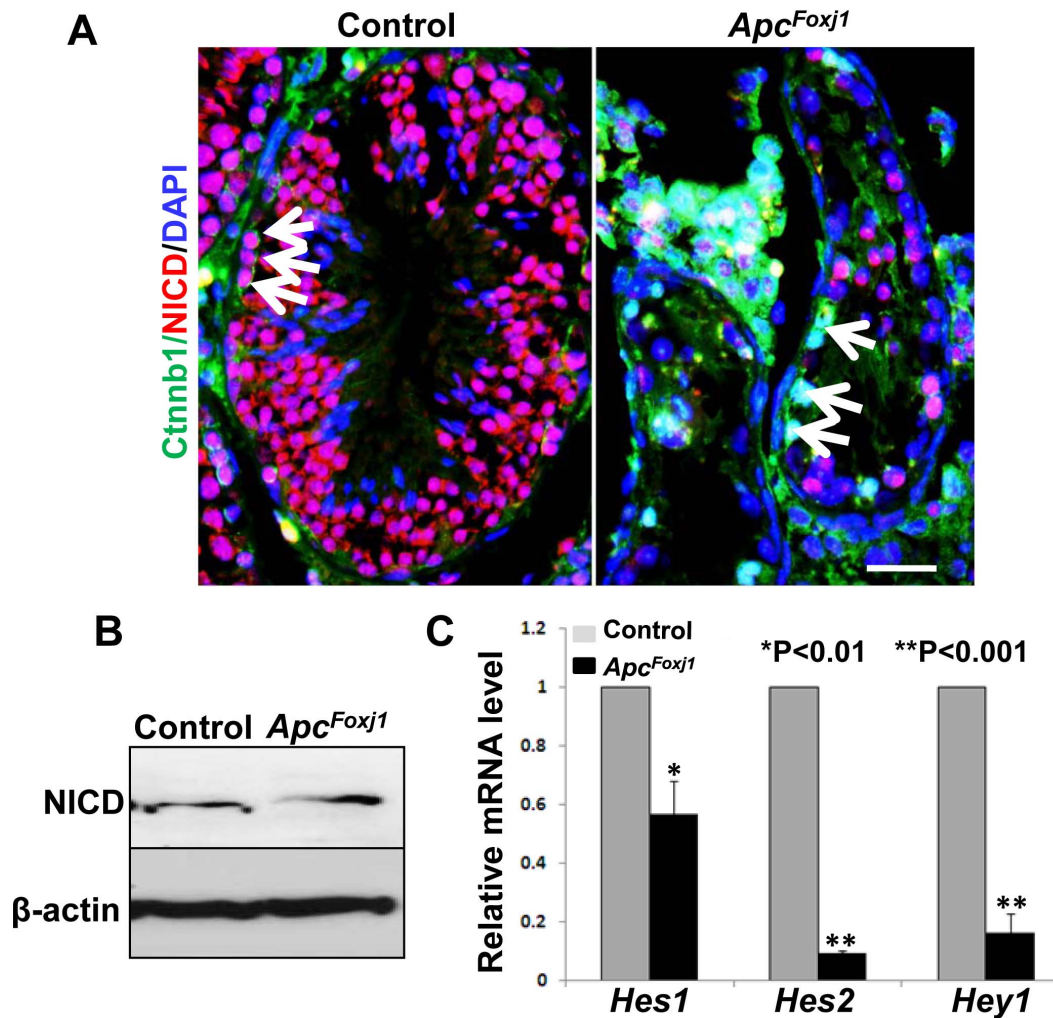 A
Control
Apc^Foxj1
Ctnnb1/NICD/DAPI
B
Control Apc^Foxj1
NICD
β-actin
C
Control
Apc^Foxj1
*P<0.01 **P<0.001
Relative mRNA level
1.2
1
0.8
0.6
0.4
0.2
0
*
**
**
Hes1 Hes2 Hey1